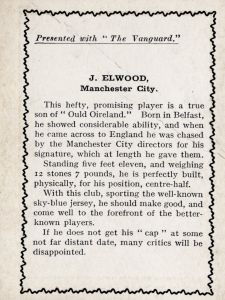 Presented with "The Vanguard."
J. ELWOOD,
Manchester City.
This hefty, promising player is a true
son of "Ould Oireland." Born in Belfast,
he showed considerable ability, and when
he came across to England he was chased
by the Manchester City directors for his
signature, which at length he gave them.
Standing five feet eleven, and weighing
12 stones 7 pounds, he is perfectly built,
physically, for his position, centre-half.
With this club, sporting the well-known
sky-blue jersey, he should make good, and
come well to the forefront of the better-
known players.
If he does not get his "cap" at some
not far distant date, many critics will be
disappointed.